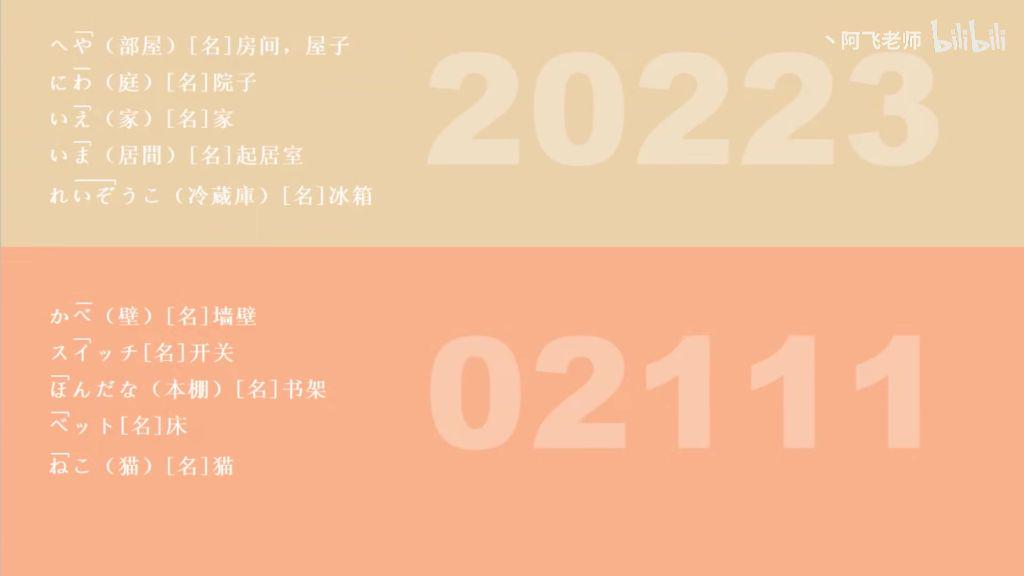 丶阿飞老师 bilibili
へや（部屋）[名]房间，屋子
にわ（庭）[名]院子
いえ（家）[名]家
いま（居間）[名]起居室
れいぞうこ（冷蔵庫）[名]冰箱
20223
かべ（壁）[名]墙壁
スイッチ[名]开关
ほんだな（本棚）[名]书架
ベット[名]床
ねこ（猫）[名]猫
02111